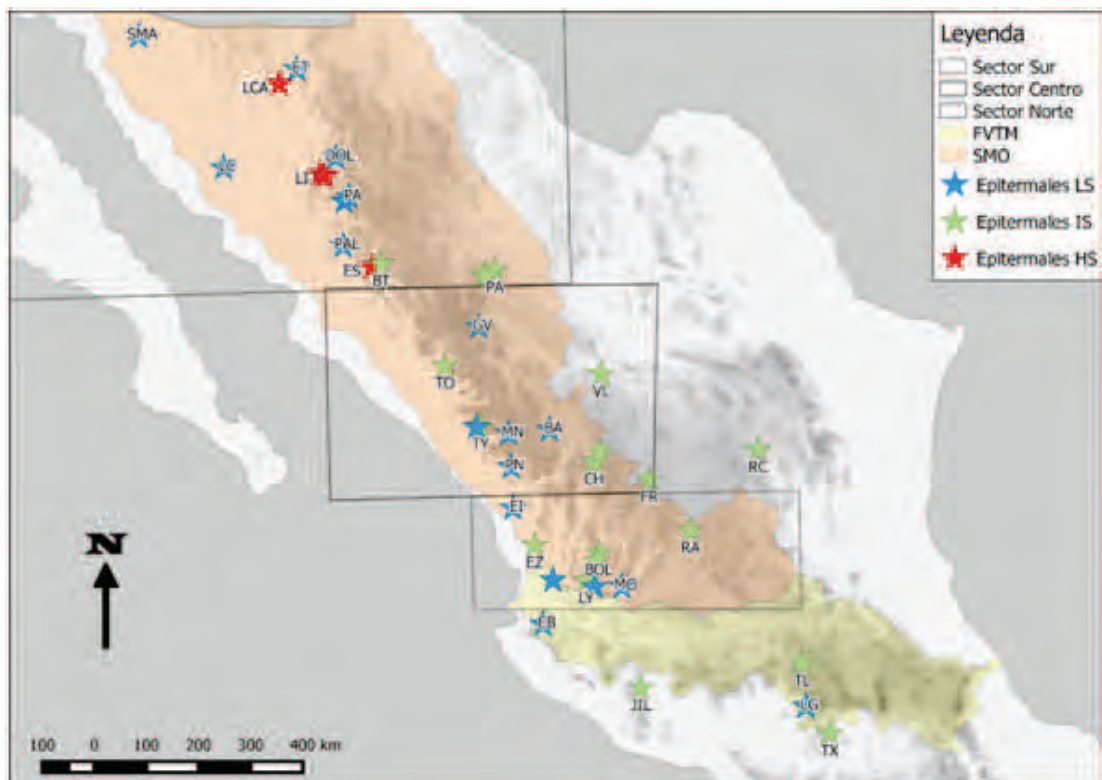 Leyenda
Sector Sur
Sector Centro
Sector Norte
FVTM
SMO
Epitermales LS
Epitermales IS
Epitermales HS
SMA
LCA
LI
PA
PAL
ES
BT
PA
GV
TO
VL
TY
MN
BA
PN
CH
FR
RC
EI
EZ
BOL
RA
LY
MO
EB
TL
JIL
LG
TX
N
100 0 100 200 300 400 km